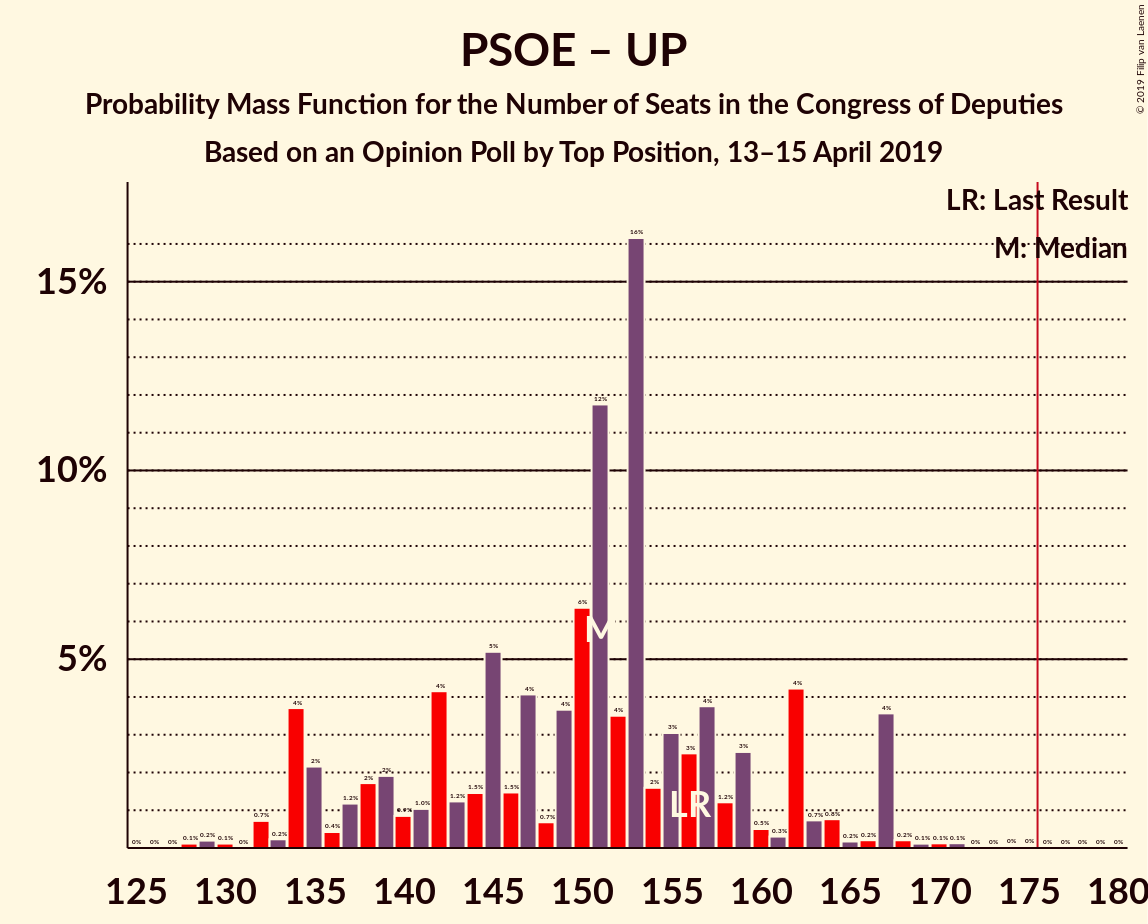 © 2019 Filip van Laenen
PSOE – UP
Probability Mass Function for the Number of Seats in the Congress of Deputies
Based on an Opinion Poll by Top Position, 13–15 April 2019
LR: Last Result
M: Median
15%
10%
5%
0% 0% 0% 0.1% 0.2% 0.1% 0% 0.7% 0.2% 4% 2% 0.4% 1.2% 2% 2% 1.0% 4% 1.2% 1.5% 5% 1.5% 4% 0.7% 4% 6% 12% 4% 16% 2% 3% 3% 4% 1.2% 3% 0.5% 0.3% 4% 0.7% 0.8% 0.2% 0.2% 4% 0.2% 0.1% 0.1% 0.1% 0% 0% 0% 0% 0% 0% 0% 0% 0%
M
LR
125 130 135 140 145 150 155 160 165 170 175 180